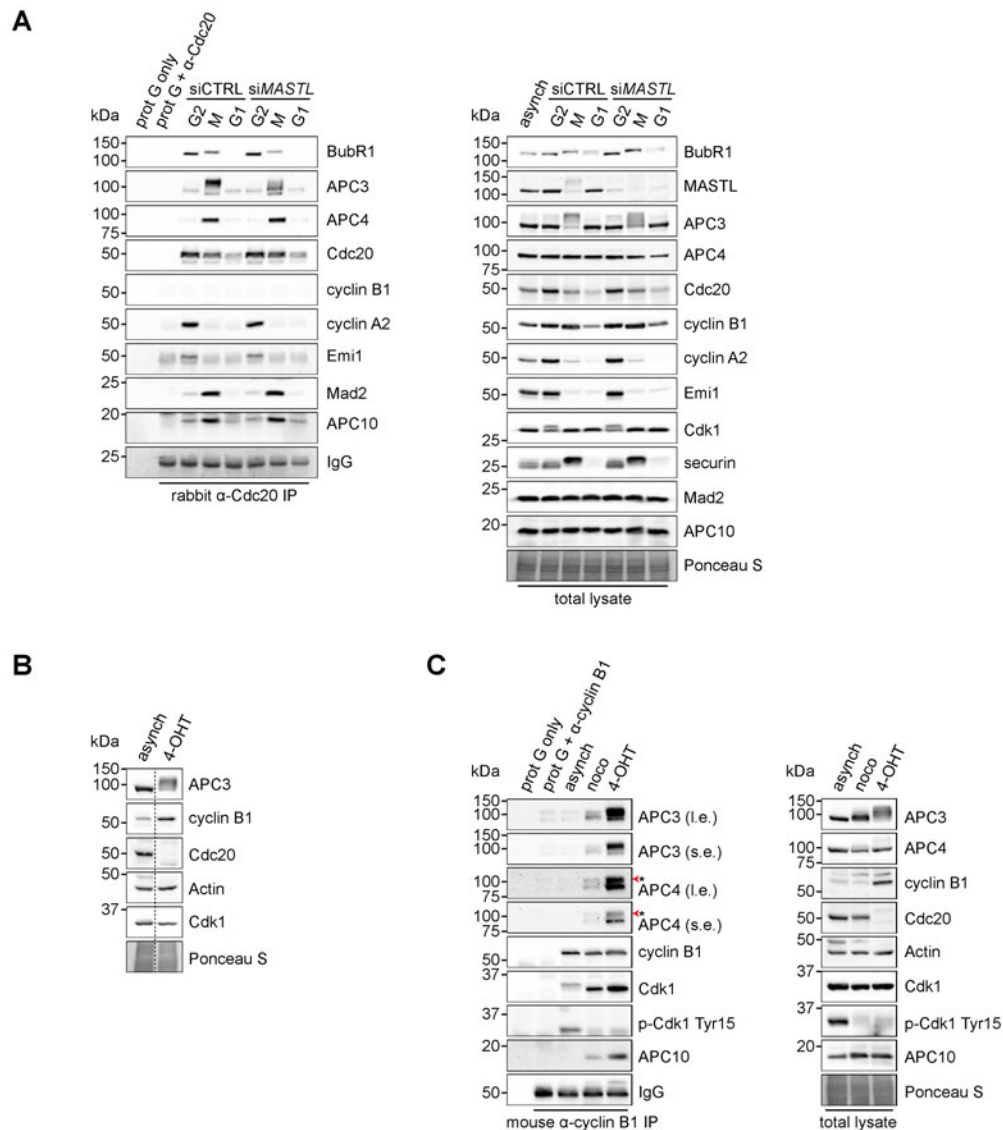 A
prot G only
prot G + α-Cdc20
siCTRL
siMASTL
kDa
G2
M
G1
G2
M
G1
150
100
BubR1
100
APC3
100
75
APC4
50
Cdc20
50
cyclin B1
50
cyclin A2
50
Emi1
25
Mad2
20
APC10
25
IgG
rabbit α-Cdc20 IP
siCTRL
siMASTL
kDa
asynch
G2
M
G1
G2
M
G1
150
100
BubR1
150
100
MASTL
100
APC3
100
75
APC4
50
Cdc20
50
cyclin B1
50
cyclin A2
50
Emi1
25
Cdk1
25
securin
25
Mad2
20
APC10
Ponceau S
total lysate
B
kDa
asynch
4-OHT
150
100
APC3
50
cyclin B1
50
Cdc20
50
Actin
37
Cdk1
Ponceau S
C
kDa
prot G only
prot G + α-cyclin B1
asynch
noco
4-OHT
150
100
APC3 (l.e.)
150
100
APC3 (s.e.)
100
75
*
APC4 (l.e.)
100
75
*
APC4 (s.e.)
50
cyclin B1
37
Cdk1
37
p-Cdk1 Tyr15
20
APC10
50
IgG
mouse α-cyclin B1 IP
kDa
asynch
noco
4-OHT
150
100
APC3
100
75
APC4
50
cyclin B1
50
Cdc20
50
Actin
37
Cdk1
37
p-Cdk1 Tyr15
20
APC10
Ponceau S
total lysate